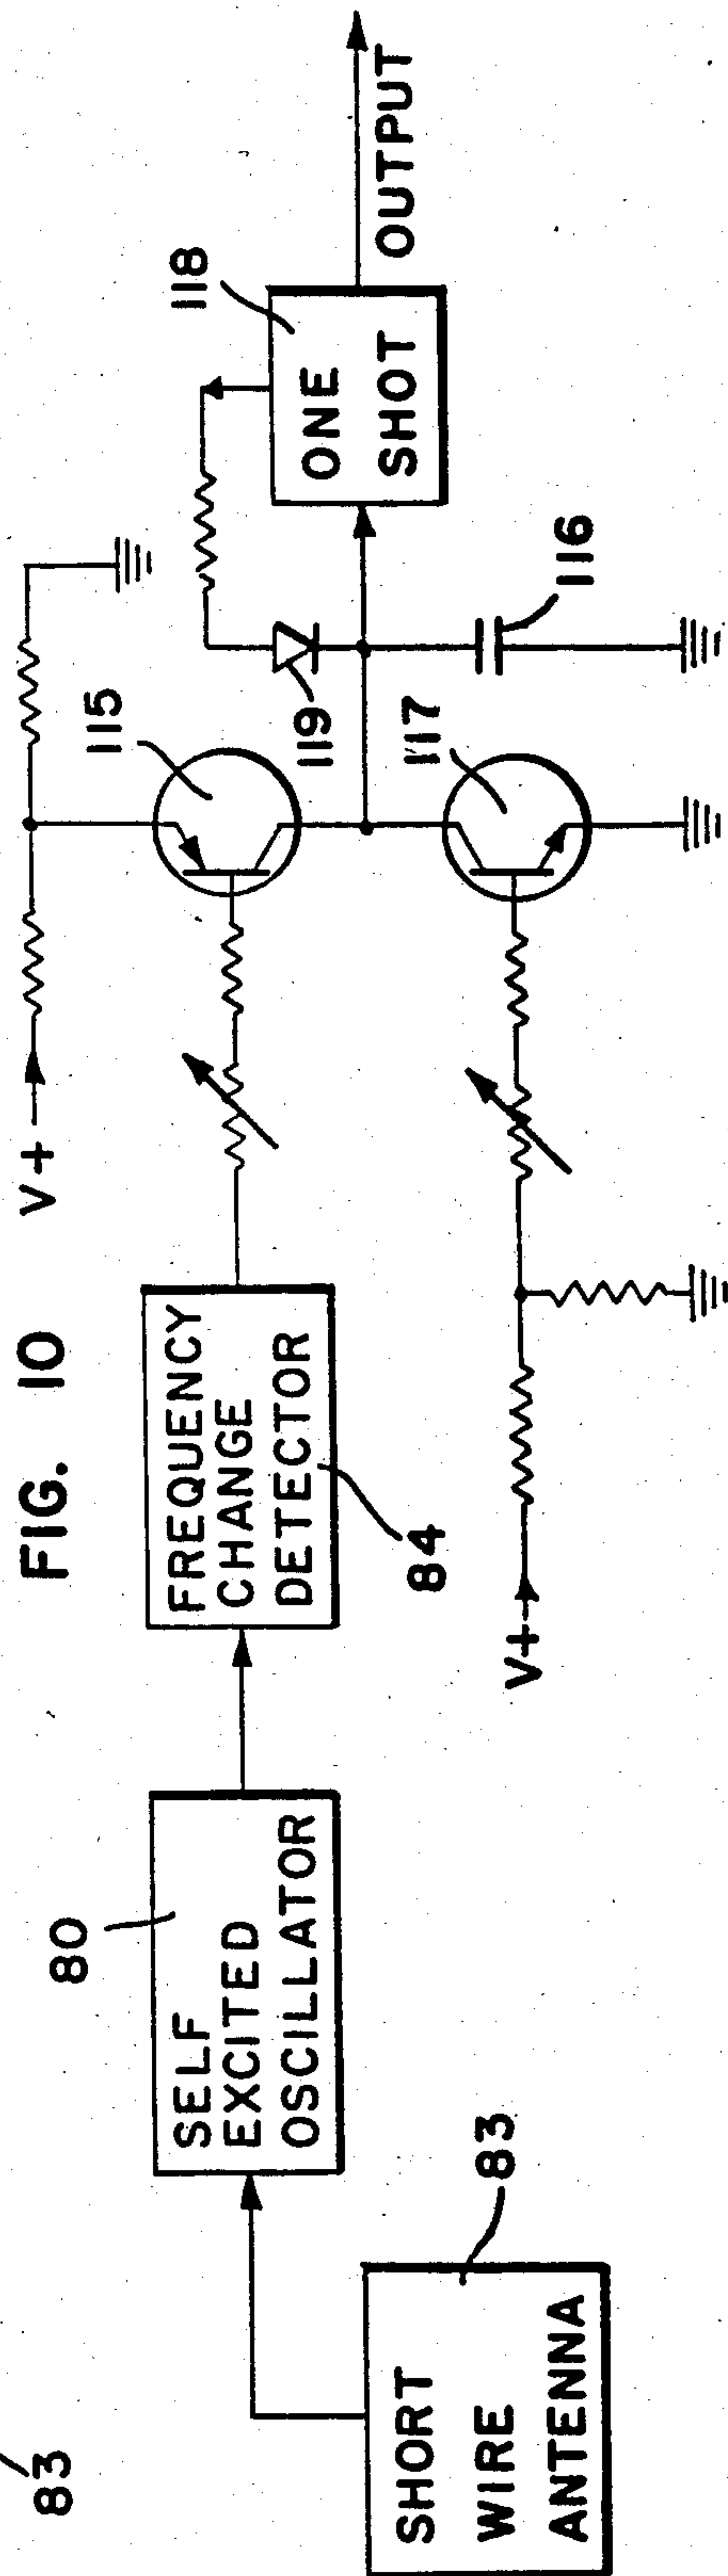 FIG. 10
83
SHORT
WIRE
ANTENNA
83
SELF
EXCITED
OSCILLATOR
80
FREQUENCY
CHANGE
DETECTOR
84
V+
V+
115
117
119
116
ONE
SHOT
118
OUTPUT